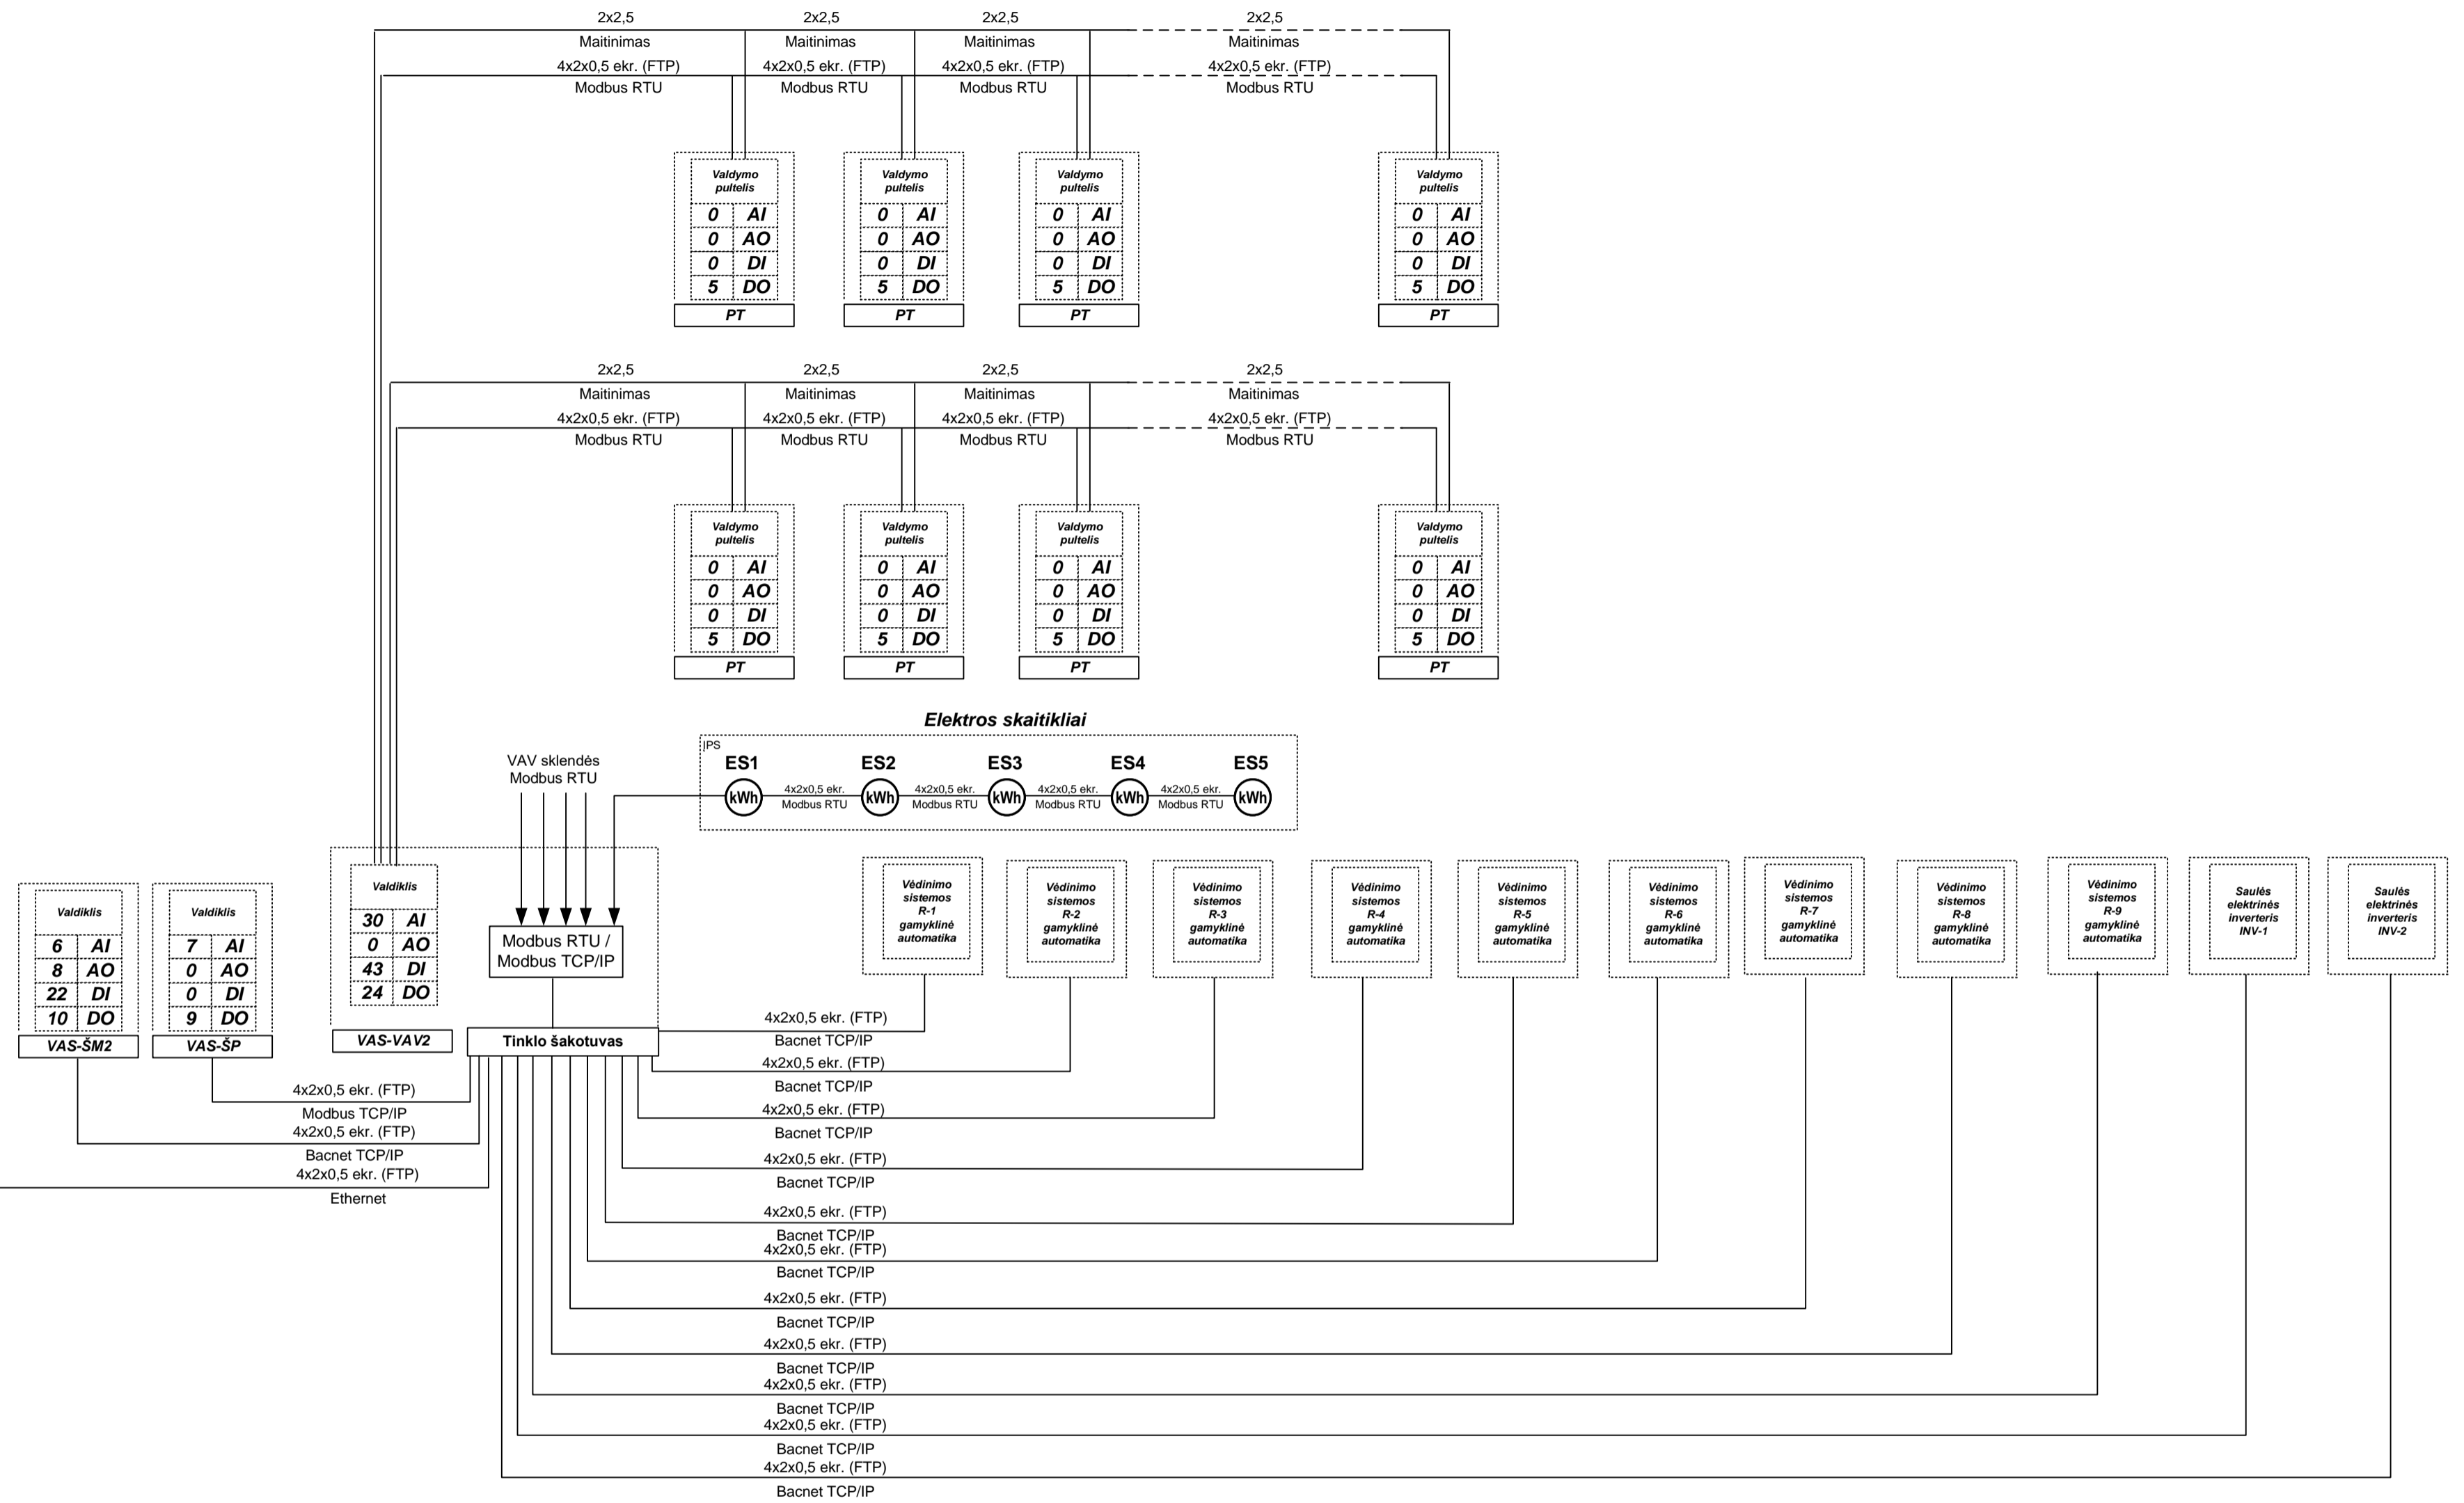 2x2,5
2x2,5
2x2,5
2x2,5
Maitinimas
Maitinimas
Maitinimas
Maitinimas
4x2x0,5 ekr. (FTP)
4x2x0,5 ekr. (FTP)
4x2x0,5 ekr. (FTP)
4x2x0,5 ekr. (FTP)
Modbus RTU
Modbus RTU
Modbus RTU
Modbus RTU
Valdymo
pultelis
0 AI
0 AO
0 DI
5 DO
PT
Valdymo
pultelis
0 AI
0 AO
0 DI
5 DO
PT
Valdymo
pultelis
0 AI
0 AO
0 DI
5 DO
PT
Valdymo
pultelis
0 AI
0 AO
0 DI
5 DO
PT
2x2,5
2x2,5
2x2,5
2x2,5
Maitinimas
Maitinimas
Maitinimas
Maitinimas
4x2x0,5 ekr. (FTP)
4x2x0,5 ekr. (FTP)
4x2x0,5 ekr. (FTP)
4x2x0,5 ekr. (FTP)
Modbus RTU
Modbus RTU
Modbus RTU
Modbus RTU
Valdymo
pultelis
0 AI
0 AO
0 DI
5 DO
PT
Valdymo
pultelis
0 AI
0 AO
0 DI
5 DO
PT
Valdymo
pultelis
0 AI
0 AO
0 DI
5 DO
PT
Valdymo
pultelis
0 AI
0 AO
0 DI
5 DO
PT
Elektros skaitikliai
ĮPS
ES1
ES2
ES3
ES4
ES5
kWh
4x2x0,5 ekr.
Modbus RTU
kWh
4x2x0,5 ekr.
Modbus RTU
kWh
4x2x0,5 ekr.
Modbus RTU
kWh
4x2x0,5 ekr.
Modbus RTU
kWh
VAV sklendės
Modbus RTU
Valdiklis
6 AI
8 AO
22 DI
10 DO
VAS-ŠM2
Valdiklis
7 AI
0 AO
0 DI
9 DO
VAS-ŠP
Valdiklis
30 AI
0 AO
43 DI
24 DO
VAS-VAV2
Modbus RTU /
Modbus TCP/IP
Tinklo šakotuvas
Vėdinimo
sistemos
R-1
gamyklinė
automatika
Vėdinimo
sistemos
R-2
gamyklinė
automatika
Vėdinimo
sistemos
R-3
gamyklinė
automatika
Vėdinimo
sistemos
R-4
gamyklinė
automatika
Vėdinimo
sistemos
R-5
gamyklinė
automatika
Vėdinimo
sistemos
R-6
gamyklinė
automatika
Vėdinimo
sistemos
R-7
gamyklinė
automatika
Vėdinimo
sistemos
R-8
gamyklinė
automatika
Vėdinimo
sistemos
R-9
gamyklinė
automatika
Saulės
elektrinės
inverteris
INV-1
Saulės
elektrinės
inverteris
INV-2
4x2x0,5 ekr. (FTP)
Modbus TCP/IP
4x2x0,5 ekr. (FTP)
Bacnet TCP/IP
4x2x0,5 ekr. (FTP)
Ethernet
4x2x0,5 ekr. (FTP)
Bacnet TCP/IP
4x2x0,5 ekr. (FTP)
Bacnet TCP/IP
4x2x0,5 ekr. (FTP)
Bacnet TCP/IP
4x2x0,5 ekr. (FTP)
Bacnet TCP/IP
4x2x0,5 ekr. (FTP)
Bacnet TCP/IP
4x2x0,5 ekr. (FTP)
Bacnet TCP/IP
4x2x0,5 ekr. (FTP)
Bacnet TCP/IP
4x2x0,5 ekr. (FTP)
Bacnet TCP/IP
4x2x0,5 ekr. (FTP)
Bacnet TCP/IP
4x2x0,5 ekr. (FTP)
Bacnet TCP/IP
4x2x0,5 ekr. (FTP)
Bacnet TCP/IP